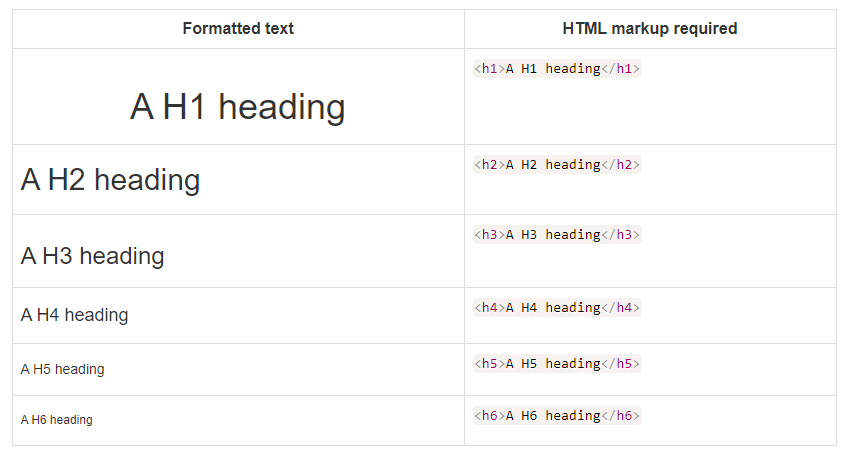 Formatted text HTML markup required
A H1 heading <h1>A H1 heading</h1>
A H2 heading <h2>A H2 heading</h2>
A H3 heading <h3>A H3 heading</h3>
A H4 heading <h4>A H4 heading</h4>
A H5 heading <h5>A H5 heading</h5>
A H6 heading <h6>A H6 heading</h6>